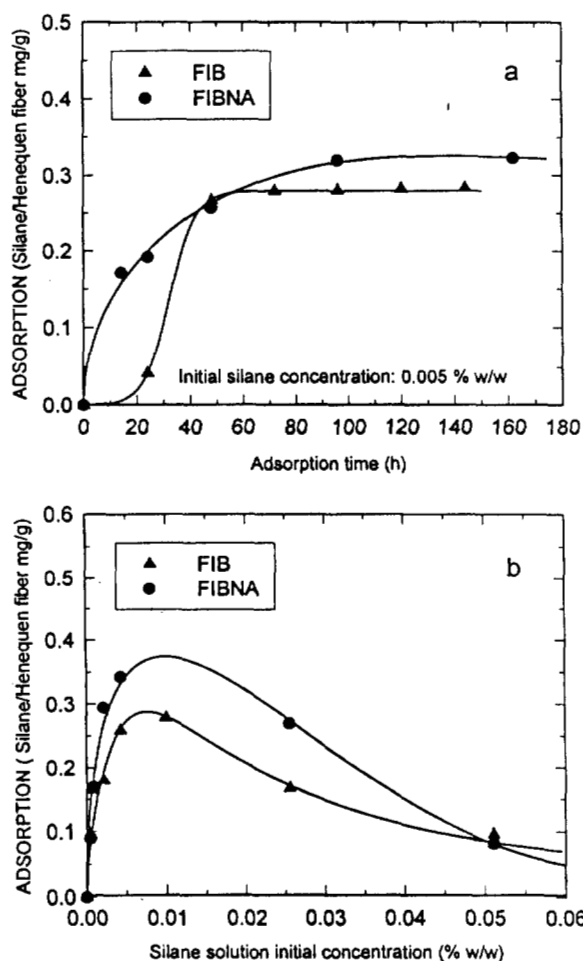 ADSORPTION (Silane/Henequen fiber mg/g)
0.5
0.4
0.3
0.2
0.1
0.0
FIB
FIBNA
a
Initial silane concentration: 0.005 % w/w
0 20 40 60 80 100 120 140 160 180
Adsorption time (h)
ADSORPTION ( Silane/Henequen fiber mg/g)
0.6
0.5
0.4
0.3
0.2
0.1
0.0
FIB
FIBNA
b
0.00 0.01 0.02 0.03 0.04 0.05 0.06
Silane solution initial concentration (% w/w)